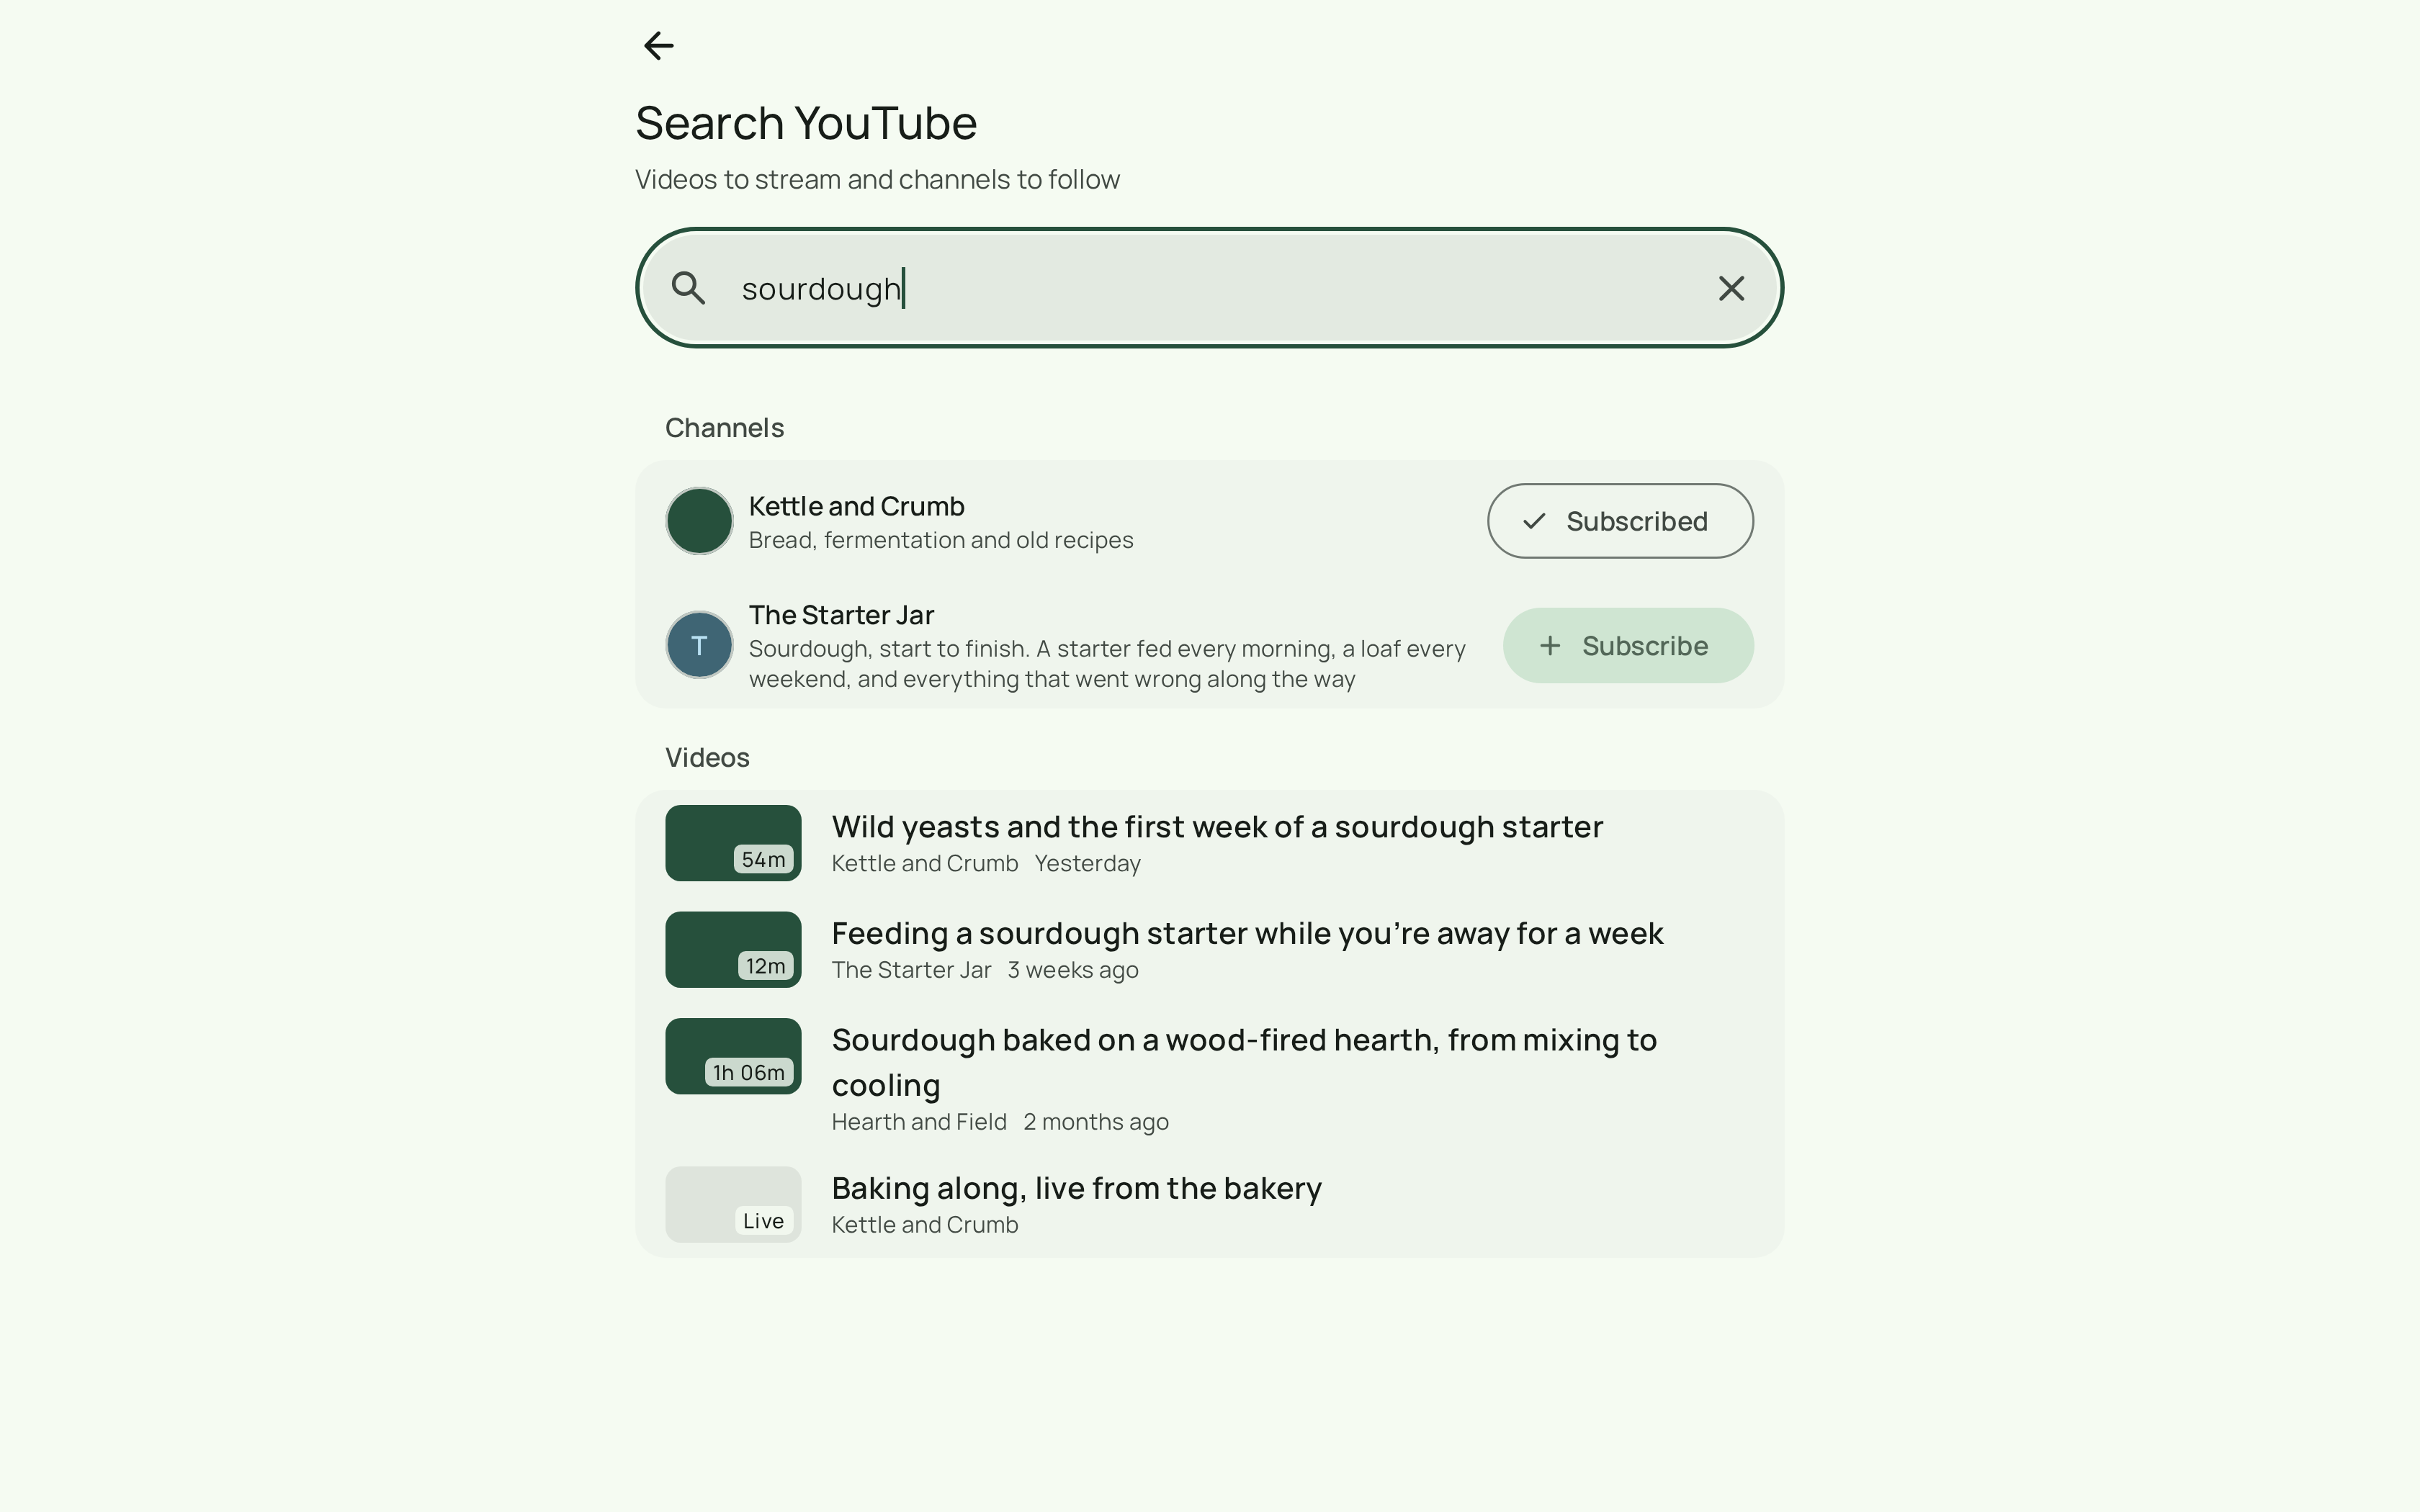 Search YouTube
Videos to stream and channels to follow
sourdough
Channels
Kettle and Crumb
Bread, fermentation and old recipes
Subscribed
T
The Starter Jar
Sourdough, start to finish. A starter fed every morning, a loaf every
weekend, and everything that went wrong along the way
Subscribe
Videos
54m
Wild yeasts and the first week of a sourdough starter
Kettle and Crumb Yesterday
12m
Feeding a sourdough starter while you’re away for a week
The Starter Jar 3 weeks ago
1h 06m
Sourdough baked on a wood-fired hearth, from mixing to
cooling
Hearth and Field 2 months ago
Live
Baking along, live from the bakery
Kettle and Crumb